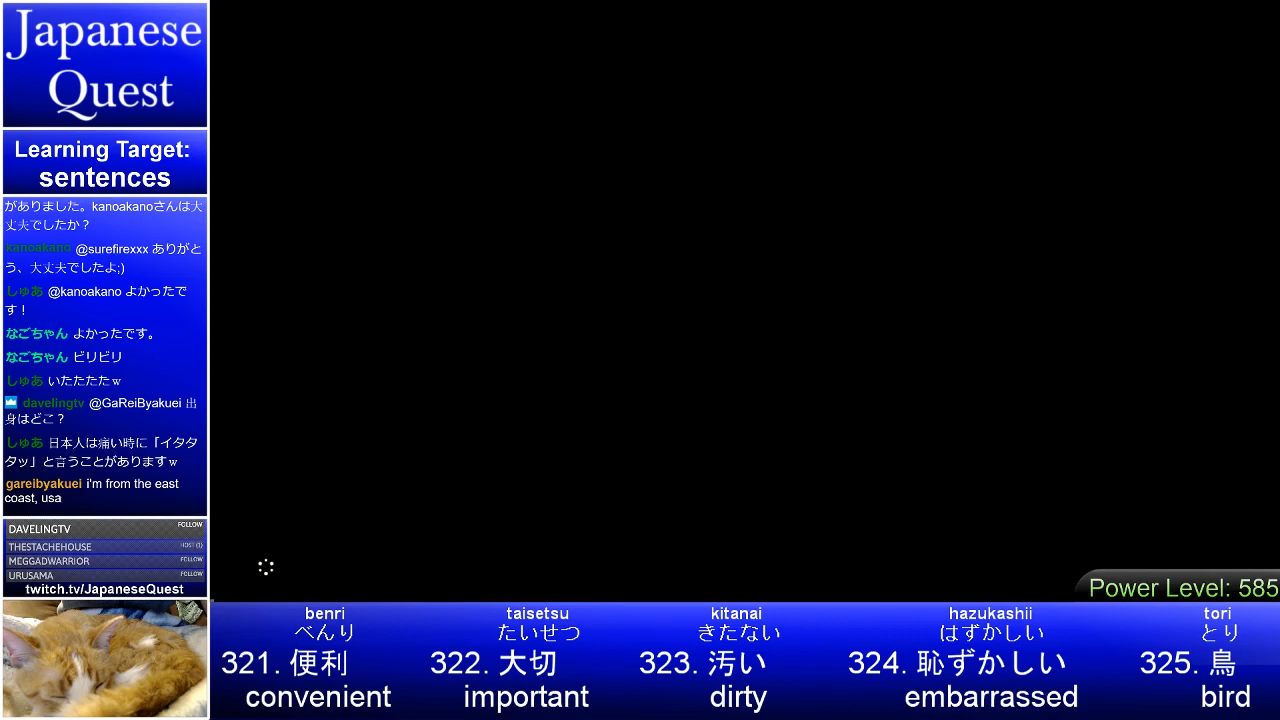 Japanese
Quest
Learning Target:
sentences
がありました。kanoakanoさんは大
丈夫でしたか？
kanoakano @surefirexxx ありがと
う、大丈夫でしたよ;)
しゅあ @kanoakano よかったで
す！
なごちゃん よかったです。
なごちゃん ビリビリ
しゅあ いたたたたｗ
davelingtv @GaReiByakuei 出
身はどこ？
しゅあ 日本人は痛い時に「イタタ
タッ」と言うことがありますｗ
gareibyakuei i'm from the east
coast, usa
DAVELINGTV FOLLOW
THESTACHEHOUSE HOST (1)
MEGGADWARRIOR FOLLOW
URUSAMA FOLLOW
twitch.tv/JapaneseQuest
Power Level: 585
benri taisetsu kitanai hazukashii tori
べんり たいせつ きたない はずかしい とり
321. 便利 322. 大切 323. 汚い 324. 恥ずかしい 325. 鳥
convenient important dirty embarrassed bird